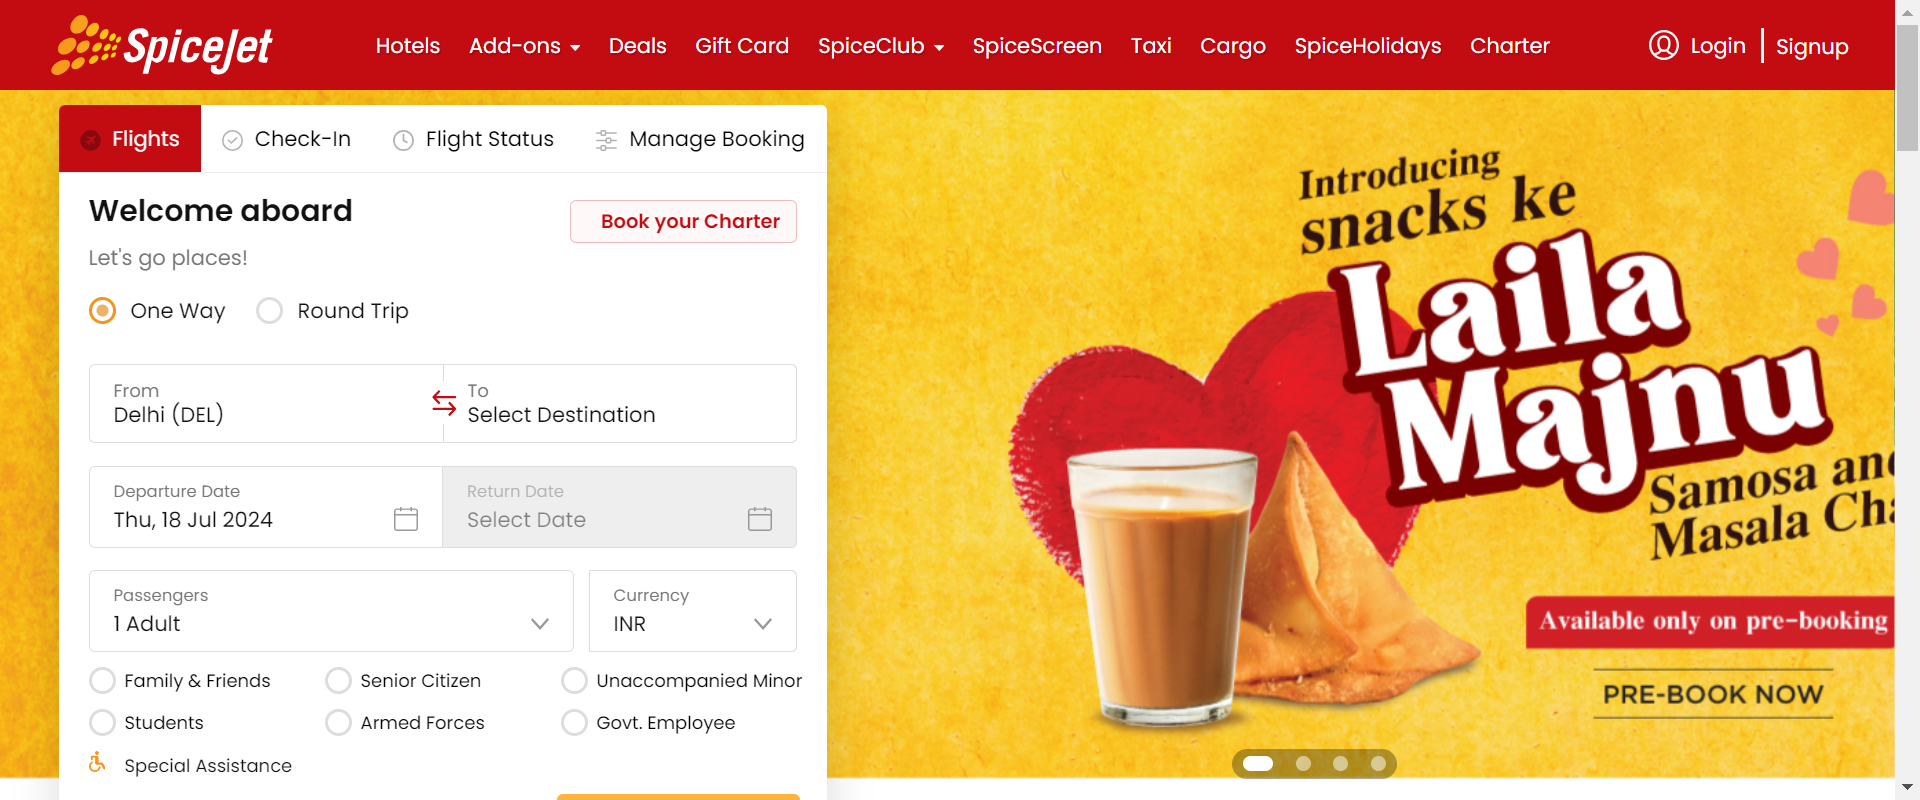 SpiceJet
Hotels Add-ons Deals Gift Card SpiceClub SpiceScreen Taxi Cargo SpiceHolidays Charter Login Signup
Flights Check-In Flight Status Manage Booking
Welcome aboard
Book your Charter
Let's go places!
One Way Round Trip
From
Delhi (DEL)
To
Select Destination
Departure Date
Thu, 18 Jul 2024
Return Date
Select Date
Passengers
1 Adult
Currency
INR
Family & Friends Senior Citizen Unaccompanied Minor
Students Armed Forces Govt. Employee
Special Assistance
Introducing
snacks ke
Laila
Majnu
Samosa and
Masala Cha
Available only on pre-booking
PRE-BOOK NOW